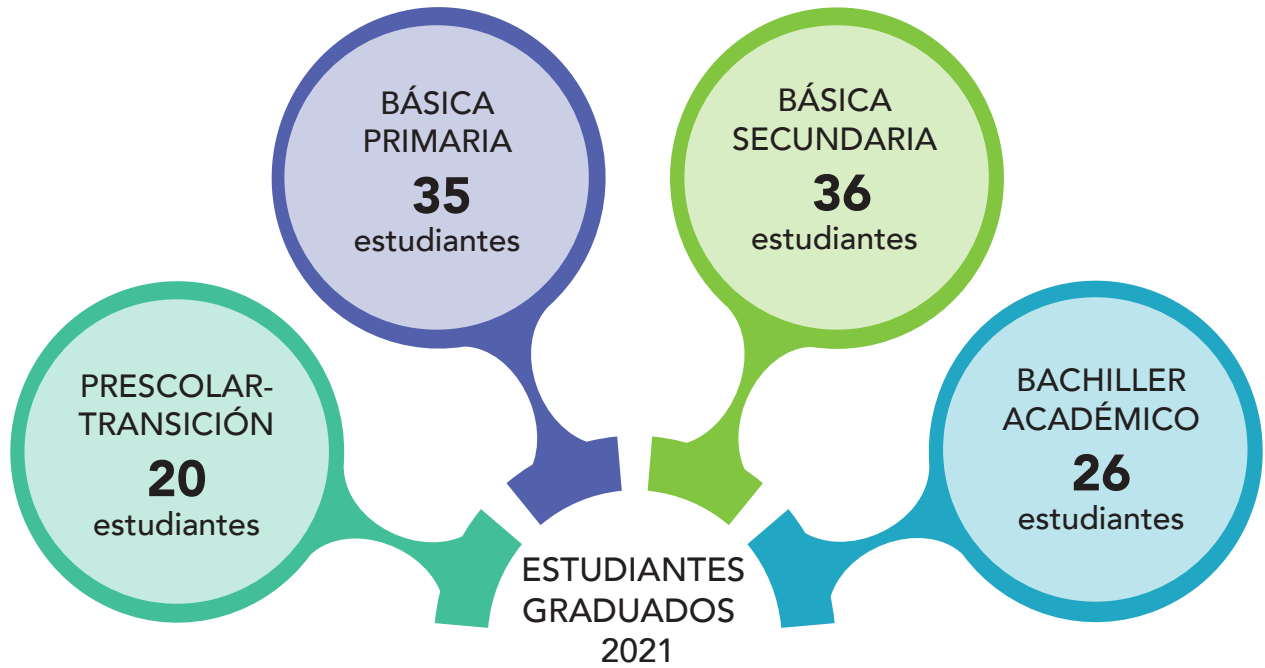 BÁSICA
PRIMARIA
35
estudiantes
BÁSICA
SECUNDARIA
36
estudiantes
PRESCOLAR-
TRANSICIÓN
20
estudiantes
BACHILLER
ACADÉMICO
26
estudiantes
ESTUDIANTES
GRADUADOS
2021